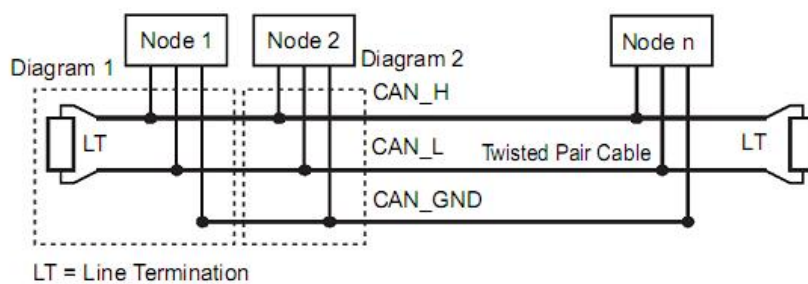 Node 1
Node 2
Node n
Diagram 1
Diagram 2
CAN_H
LT
CAN_L
Twisted Pair Cable
LT
CAN_GND
LT = Line Termination